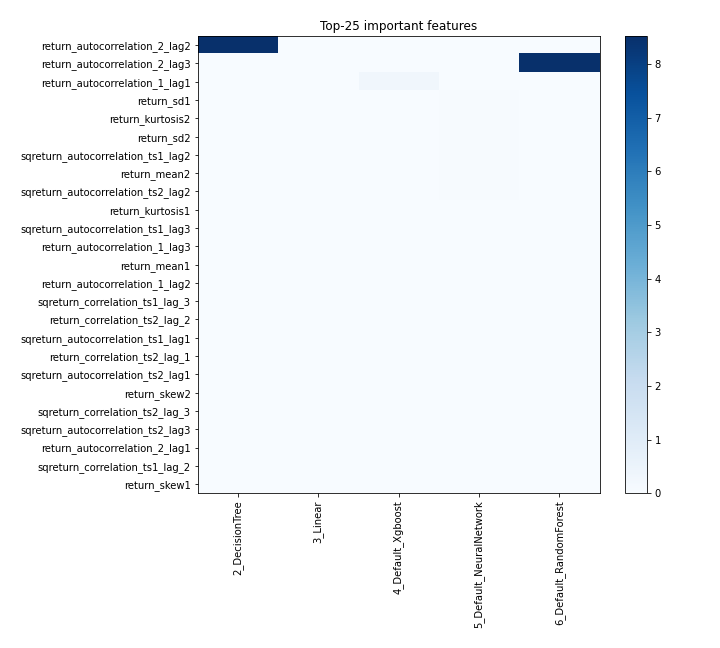 Top-25 important features
return_autocorrelation_2_lag2
return_autocorrelation_2_lag3
return_autocorrelation_1_lag1
return_sd1
return_kurtosis2
return_sd2
sqreturn_autocorrelation_ts1_lag2
return_mean2
sqreturn_autocorrelation_ts2_lag2
return_kurtosis1
sqreturn_autocorrelation_ts1_lag3
return_autocorrelation_1_lag3
return_mean1
return_autocorrelation_1_lag2
sqreturn_correlation_ts1_lag_3
return_correlation_ts2_lag_2
sqreturn_autocorrelation_ts1_lag1
return_correlation_ts2_lag_1
sqreturn_autocorrelation_ts2_lag1
return_skew2
sqreturn_correlation_ts2_lag_3
sqreturn_autocorrelation_ts2_lag3
return_autocorrelation_2_lag1
sqreturn_correlation_ts1_lag_2
return_skew1
2_DecisionTree
3_Linear
4_Default_Xgboost
5_Default_NeuralNetwork
6_Default_RandomForest
8
7
6
5
4
3
2
1
0